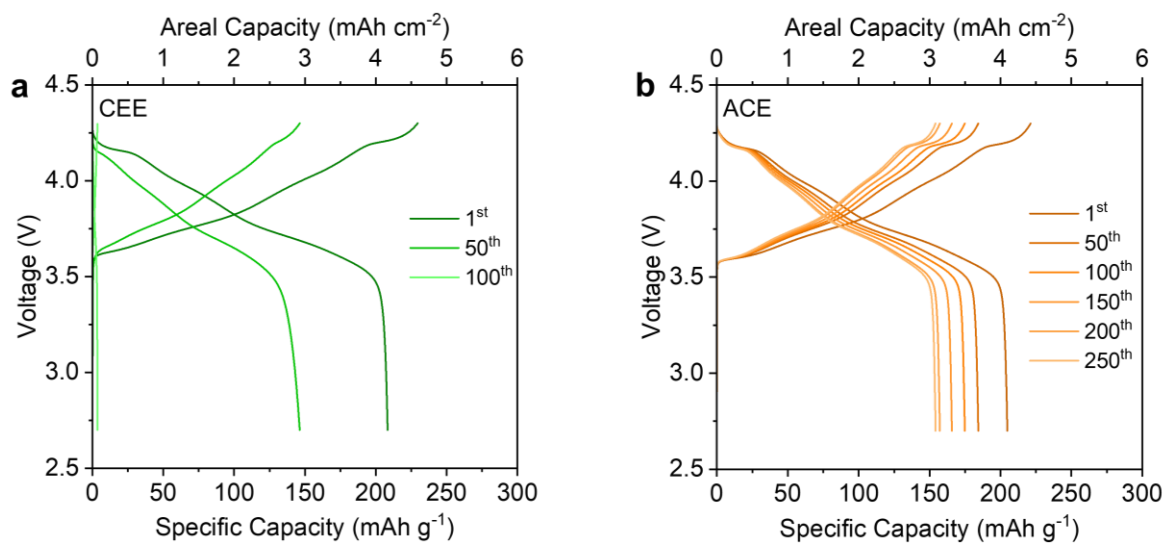 Areal Capacity (mAh cm⁻²)
0 1 2 3 4 5 6
a
CEE
4.5
4.0
3.5
3.0
2.5
Voltage (V)
1ˢᵗ
50ᵗʰ
100ᵗʰ
0 50 100 150 200 250 300
Specific Capacity (mAh g⁻¹)
Areal Capacity (mAh cm⁻²)
0 1 2 3 4 5 6
b
ACE
4.5
4.0
3.5
3.0
2.5
Voltage (V)
1ˢᵗ
50ᵗʰ
100ᵗʰ
150ᵗʰ
200ᵗʰ
250ᵗʰ
0 50 100 150 200 250 300
Specific Capacity (mAh g⁻¹)